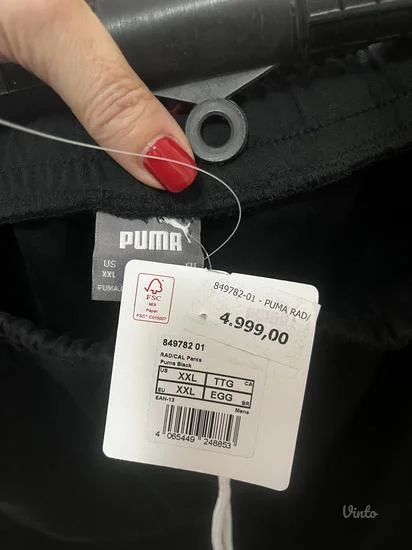 PUMA
US
XXL
PUMA.
FSC
MIX
Paper
FSC® C015007
849782-01 - PUMA RAD/
4.999,00
849782 01
RAD/CAL Pants
Puma Black
US XXL TTG CA
EU XXL EGG BR
EAN-13
Mens
4 065449 248853
Vinto